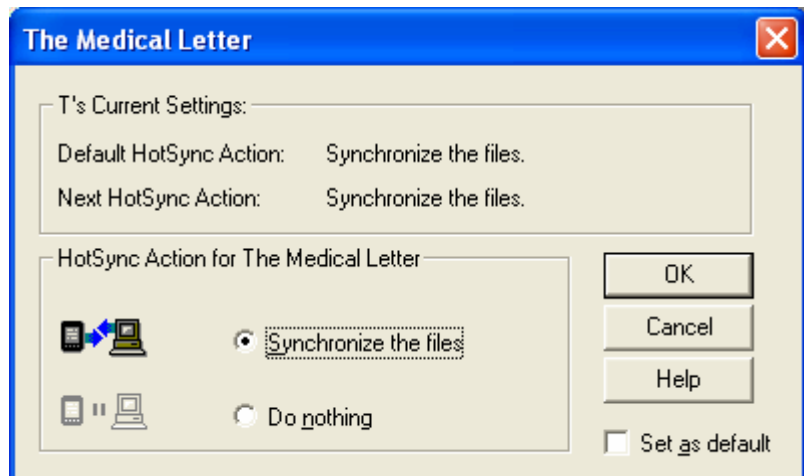 The Medical Letter
T's Current Settings:
Default HotSync Action: Synchronize the files.
Next HotSync Action: Synchronize the files.
HotSync Action for The Medical Letter
OK
Synchronize the files
Cancel
Help
Do nothing
Set as default